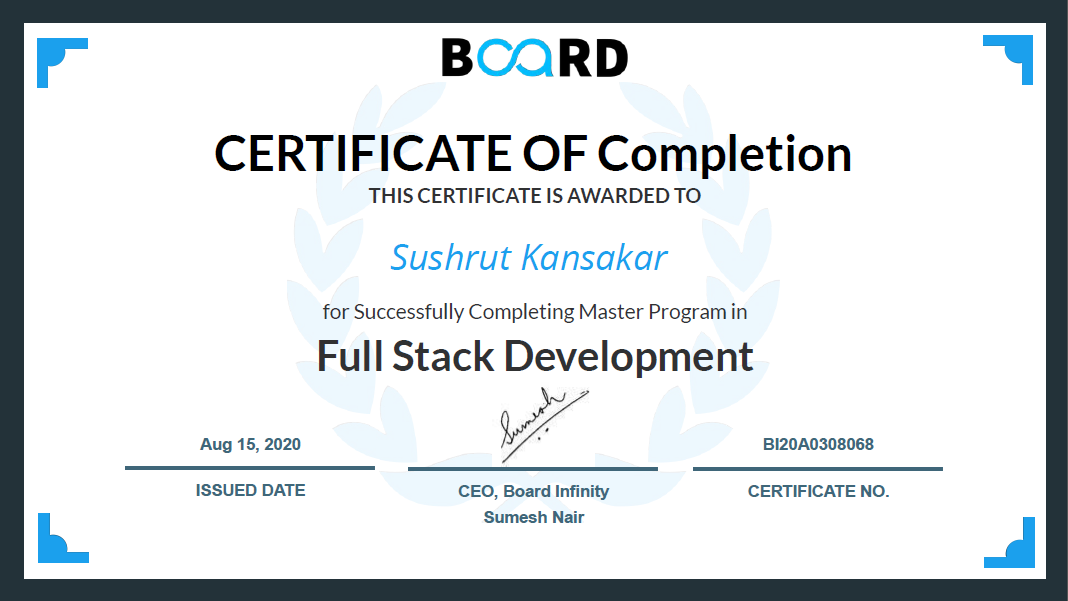 BOARD
CERTIFICATE OF Completion
THIS CERTIFICATE IS AWARDED TO
Sushrut Kansakar
for Successfully Completing Master Program in
Full Stack Development
Sumesh
Aug 15, 2020
BI20A0308068
ISSUED DATE
CEO, Board Infinity
CERTIFICATE NO.
Sumesh Nair